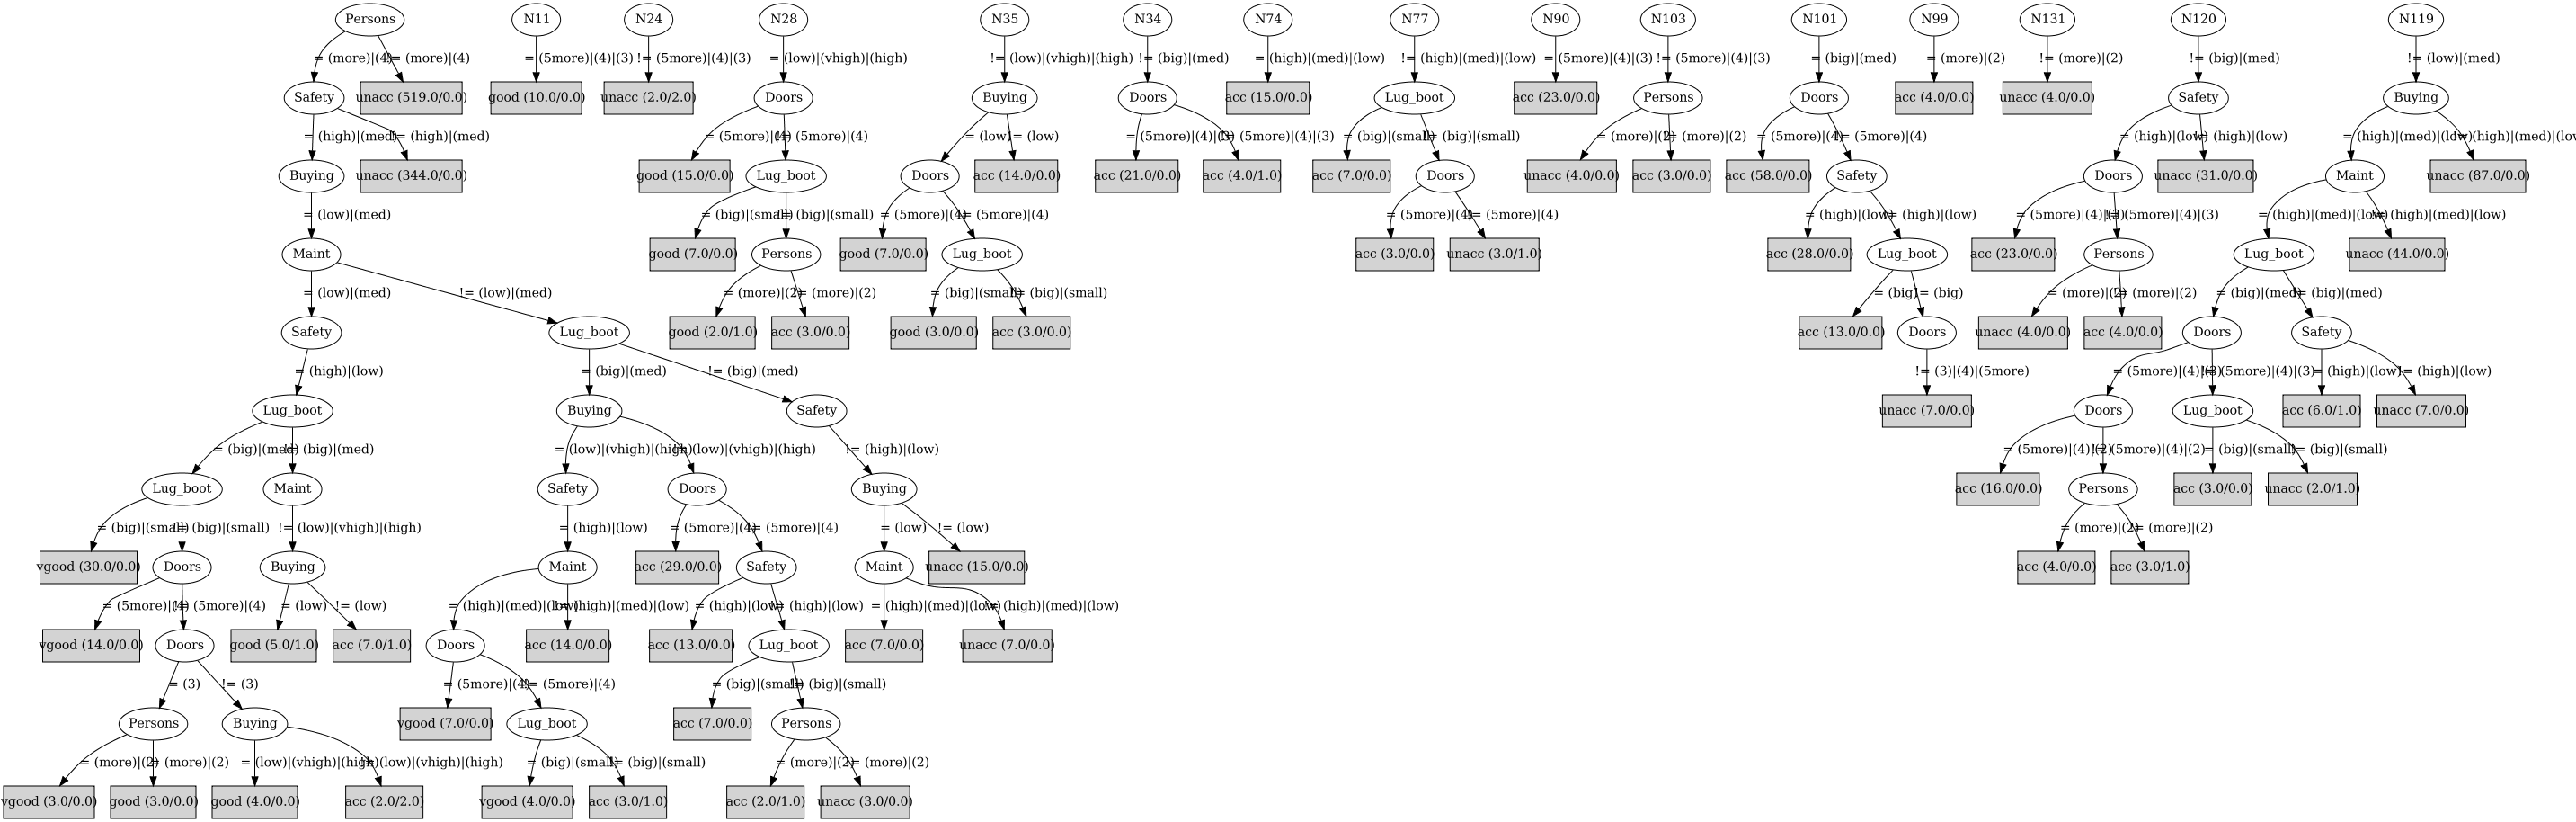 Persons N11 N24 N28 N35 N34 N74 N77 N90 N103 N101 N99 N131 N120 N119
= (more)|(4) != (more)|(4) = (5more)|(4)|(3) != (5more)|(4)|(3) = (low)|(vhigh)|(high) != (low)|(vhigh)|(high) != (big)|(med) = (high)|(med)|(low) != (high)|(med)|(low) = (5more)|(4)|(3) != (5more)|(4)|(3) = (big)|(med) = (more)|(2) != (more)|(2) != (big)|(med) != (low)|(med)
Safety unacc (519.0/0.0) good (10.0/0.0) unacc (2.0/2.0) Doors Buying Doors acc (15.0/0.0) Lug_boot acc (23.0/0.0) Persons Doors acc (4.0/0.0) unacc (4.0/0.0) Safety Buying
= (high)|(med) != (high)|(med) = (5more)|(4) != (5more)|(4) = (low) != (low) = (5more)|(4)|(3) != (5more)|(4)|(3) = (big)|(small) != (big)|(small) = (more)|(2) != (more)|(2) = (5more)|(4) != (5more)|(4) = (high)|(low) != (high)|(low) = (high)|(med)|(low) != (high)|(med)|(low)
Buying unacc (344.0/0.0) good (15.0/0.0) Lug_boot Doors acc (14.0/0.0) acc (21.0/0.0) acc (4.0/1.0) acc (7.0/0.0) Doors unacc (4.0/0.0) acc (3.0/0.0) acc (58.0/0.0) Safety Doors unacc (31.0/0.0) Maint unacc (87.0/0.0)
= (low)|(med) = (big)|(small) != (big)|(small) = (5more)|(4) != (5more)|(4) = (5more)|(4) != (5more)|(4) = (high)|(low) != (high)|(low) = (5more)|(4)|(3) != (5more)|(4)|(3) = (high)|(med)|(low) != (high)|(med)|(low)
Maint good (7.0/0.0) Persons good (7.0/0.0) Lug_boot acc (3.0/0.0) unacc (3.0/1.0) acc (28.0/0.0) Lug_boot acc (23.0/0.0) Persons Lug_boot unacc (44.0/0.0)
= (low)|(med) != (low)|(med) = (more)|(2) != (more)|(2) = (big)|(small) != (big)|(small) = (big) != (big) = (more)|(2) != (more)|(2) = (big)|(med) != (big)|(med)
Safety Lug_boot good (2.0/1.0) acc (3.0/0.0) good (3.0/0.0) acc (3.0/0.0) acc (13.0/0.0) Doors unacc (4.0/0.0) acc (4.0/0.0) Doors Safety
= (high)|(low) = (big)|(med) != (big)|(med) != (3)|(4)|(5more) = (5more)|(4)|(3) != (5more)|(4)|(3) = (high)|(low) != (high)|(low)
Lug_boot Buying Safety unacc (7.0/0.0) Doors Lug_boot acc (6.0/1.0) unacc (7.0/0.0)
= (big)|(med) != (big)|(med) = (low)|(vhigh)|(high) != (low)|(vhigh)|(high) != (high)|(low) = (5more)|(4)|(2) != (5more)|(4)|(2) = (big)|(small) != (big)|(small)
Lug_boot Maint Safety Doors Buying acc (16.0/0.0) Persons acc (3.0/0.0) unacc (2.0/1.0)
= (big)|(small) != (big)|(small) != (low)|(vhigh)|(high) = (high)|(low) = (5more)|(4) != (5more)|(4) = (low) != (low) = (more)|(2) != (more)|(2)
vgood (30.0/0.0) Doors Buying Maint acc (29.0/0.0) Safety Maint unacc (15.0/0.0) acc (4.0/0.0) acc (3.0/1.0)
= (5more)|(4) != (5more)|(4) = (low) != (low) = (high)|(med)|(low) != (high)|(med)|(low) = (high)|(low) != (high)|(low) = (high)|(med)|(low) != (high)|(med)|(low)
vgood (14.0/0.0) Doors good (5.0/1.0) acc (7.0/1.0) Doors acc (14.0/0.0) acc (13.0/0.0) Lug_boot acc (7.0/0.0) unacc (7.0/0.0)
= (3) != (3) = (5more)|(4) != (5more)|(4) = (big)|(small) != (big)|(small)
Persons Buying vgood (7.0/0.0) Lug_boot acc (7.0/0.0) Persons
= (more)|(2) != (more)|(2) = (low)|(vhigh)|(high) != (low)|(vhigh)|(high) = (big)|(small) != (big)|(small) = (more)|(2) != (more)|(2)
vgood (3.0/0.0) good (3.0/0.0) good (4.0/0.0) acc (2.0/2.0) vgood (4.0/0.0) acc (3.0/1.0) acc (2.0/1.0) unacc (3.0/0.0)